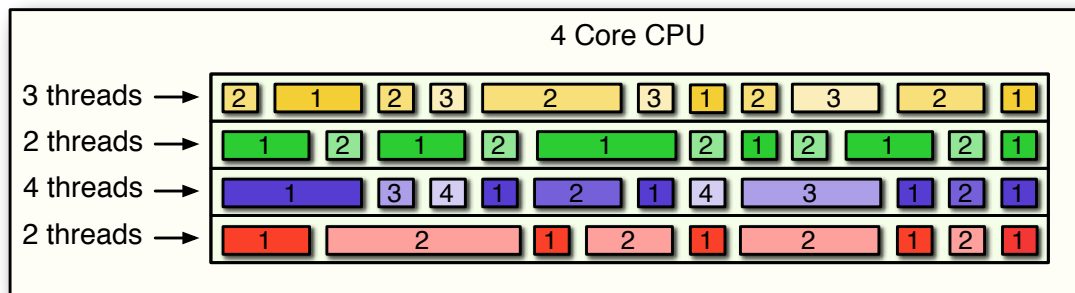 4 Core CPU
3 threads 2 1 2 3 2 3 1 2 3 2 1
2 threads 1 2 1 2 1 2 1 2 1 2 1
4 threads 1 3 4 1 2 1 4 3 1 2 1
2 threads 1 2 1 2 1 2 1 2 1